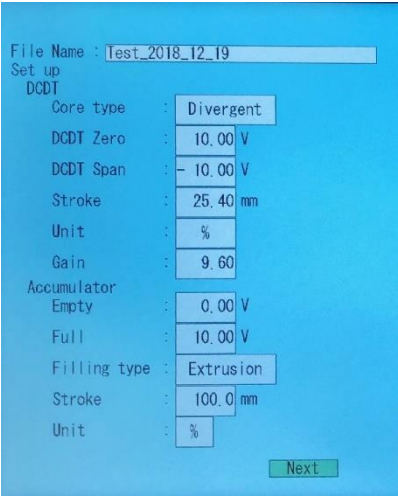 File Name : Test_2018_12_19
Set up
DCDT
Core type : Divergent
DCDT Zero : 10.00 V
DCDT Span : - 10.00 V
Stroke : 25.40 mm
Unit : %
Gain : 9.60
Accumulator
Empty : 0.00 V
Full : 10.00 V
Filling type : Extrusion
Stroke : 100.0 mm
Unit : %
Next